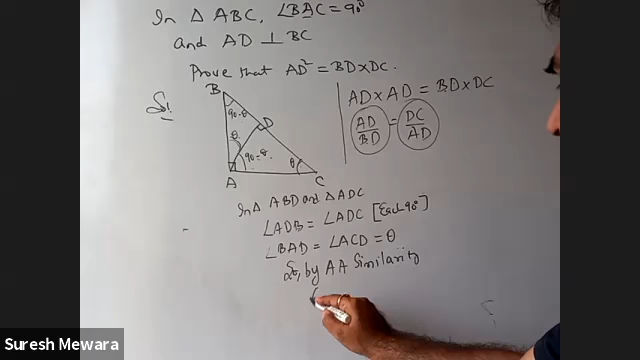 In Δ ABC, ∠BAC = 90°
and AD ⊥ BC
Prove that AD² = BD×DC.
Sol
B
90-θ
θ
D
90-θ
θ
A
C
AD×AD = BD×DC
AD/BD = DC/AD
In Δ ABD and Δ ADC
∠ADB = ∠ADC [Each 90°]
∠BAD = ∠ACD = θ
So, by AA Similarity
Suresh Mewara